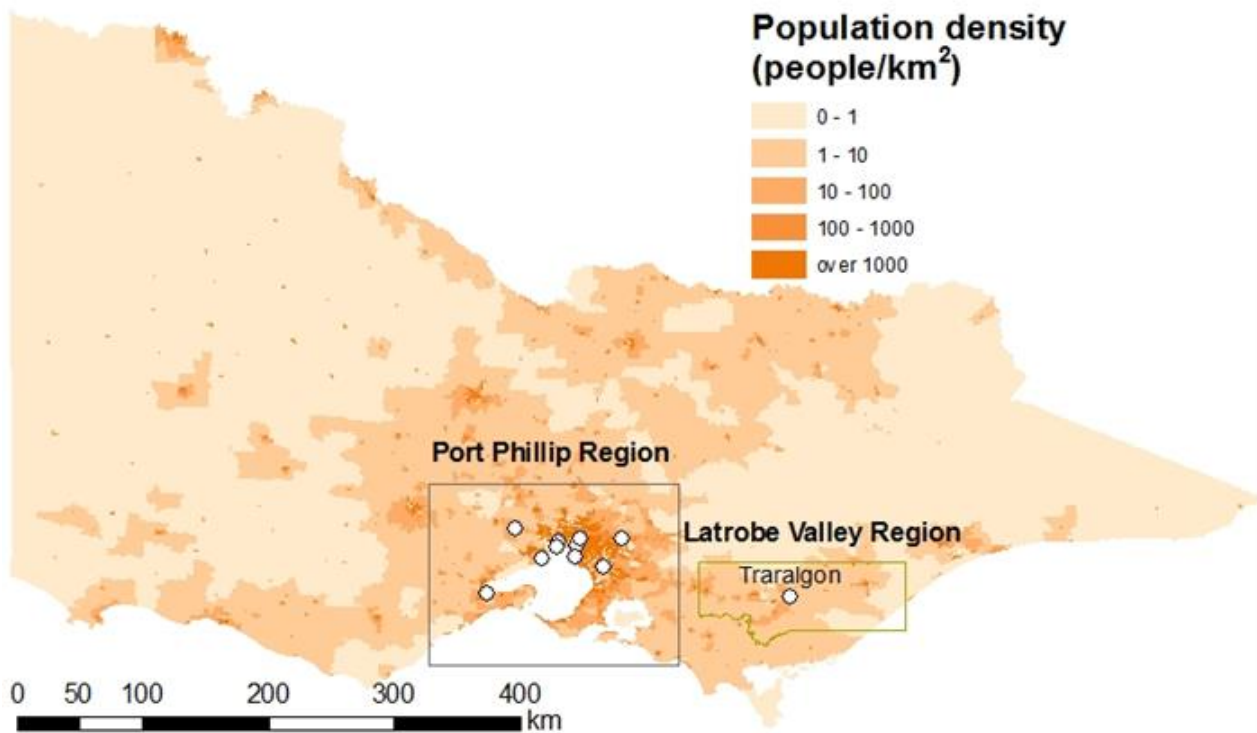 Population density
(people/km²)
0 - 1
1 - 10
10 - 100
100 - 1000
over 1000
Port Phillip Region
Latrobe Valley Region
Traralgon
0 50 100 200 300 400
km